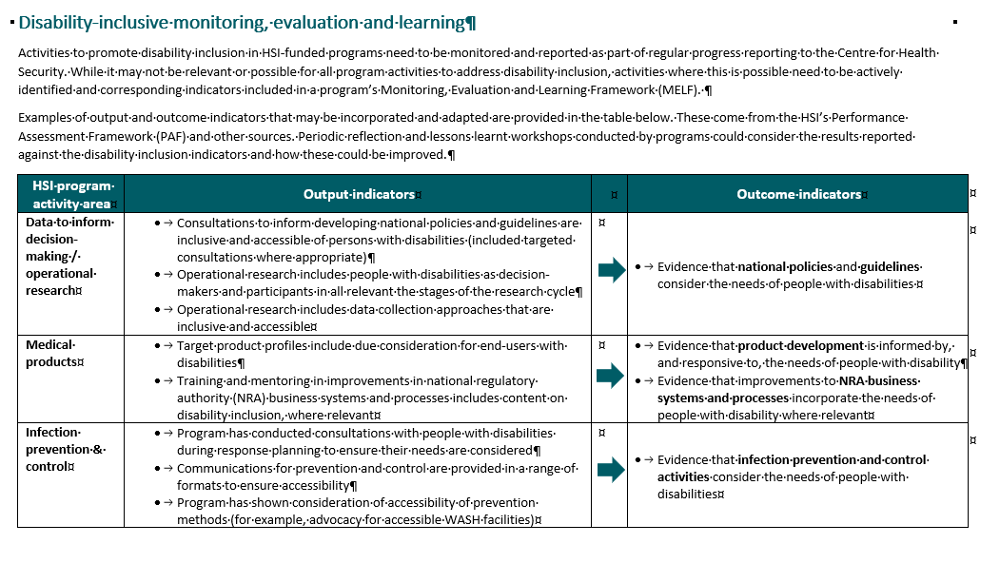 Disability-inclusive monitoring, evaluation and learning¶
Activities to promote disability inclusion in HSI-funded programs need to be monitored and reported as part of regular progress reporting to the Centre for Health
Security. While it may not be relevant or possible for all program activities to address disability inclusion, activities where this is possible need to be actively
identified and corresponding indicators included in a program's Monitoring, Evaluation and Learning Framework (MELF). ¶
Examples of output and outcome indicators that may be incorporated and adapted are provided in the table below. These come from the HSI's Performance
Assessment Framework (PAF) and other sources. Periodic reflection and lessons learnt workshops conducted by programs could consider the results reported
against the disability inclusion indicators and how these could be improved.¶
HSI program
activity area¤
Output indicators¤
¤
Outcome indicators¤
¤
Data to inform
decision-
making /
operational
research¤
• → Consultations to inform developing national policies and guidelines are
inclusive and accessible of persons with disabilities (included targeted
consultations where appropriate)¶
• → Operational research includes people with disabilities as decision-
makers and participants in all relevant the stages of the research cycle¶
• → Operational research includes data collection approaches that are
inclusive and accessible¤
¤
• → Evidence that national policies and guidelines
consider the needs of people with disabilities ¤
¤
Medical
products¤
• → Target product profiles include due consideration for end-users with
disabilities¶
• → Training and mentoring in improvements in national regulatory
authority (NRA) business systems and processes includes content on
disability inclusion, where relevant¤
¤
• → Evidence that product development is informed by,
and responsive to, the needs of people with disability¶
• → Evidence that improvements to NRA business
systems and processes incorporate the needs of
people with disability where relevant¤
¤
Infection
prevention &
control¤
• → Program has conducted consultations with people with disabilities
during response planning to ensure their needs are considered¶
• → Communications for prevention and control are provided in a range of
formats to ensure accessibility¶
• → Program has shown consideration of accessibility of prevention
methods (for example, advocacy for accessible WASH facilities)¤
¤
• → Evidence that infection prevention and control
activities consider the needs of people with
disabilities¤
¤